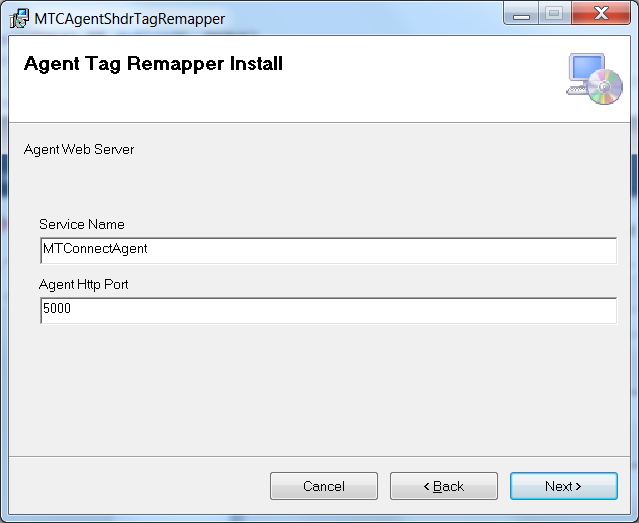 MTCAgentShdrTagRemapper
Agent Tag Remapper Install
Agent Web Server
Service Name
MTConnectAgent
Agent Http Port
5000
Cancel
< Back
Next >